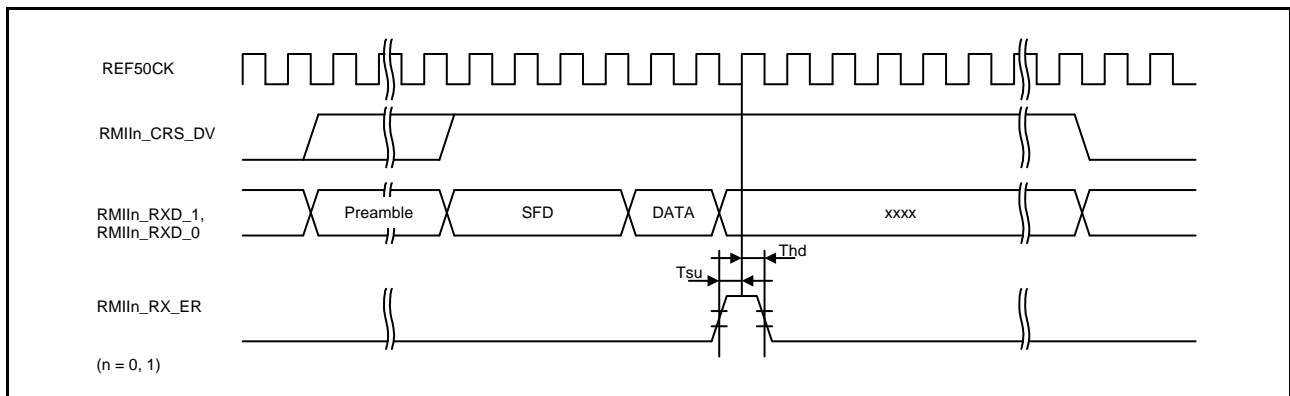 REF50CK
RMIIn_CRS_DV
RMIIn_RXD_1,
RMIIn_RXD_0
Preamble
SFD
DATA
xxxx
Thd
Tsu
RMIIn_RX_ER
(n = 0, 1)